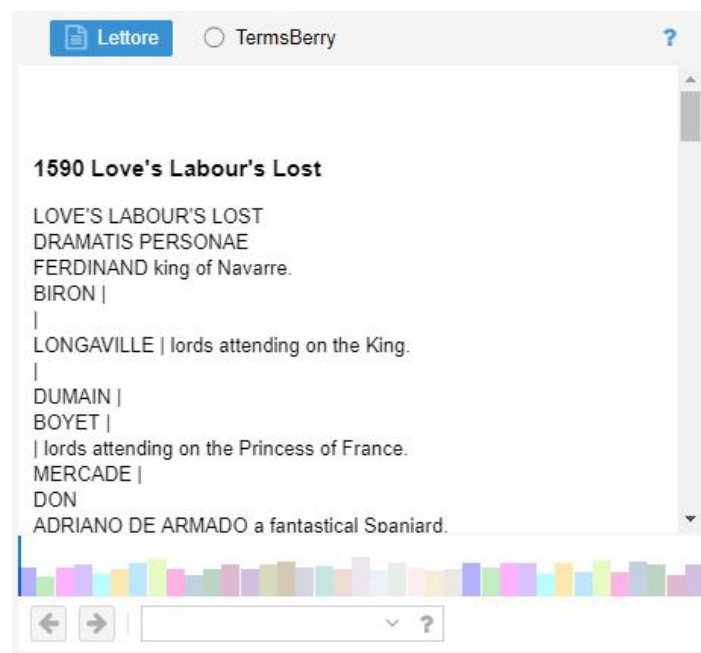 Lettore TermsBerry ?
1590 Love's Labour's Lost
LOVE'S LABOUR'S LOST
DRAMATIS PERSONAE
FERDINAND king of Navarre.
BIRON |
|
LONGAVILLE | lords attending on the King.
|
DUMAIN |
BOYET |
| lords attending on the Princess of France.
MERCADE |
DON
ADRIANO DE ARMADO a fantastical Spaniard.
?